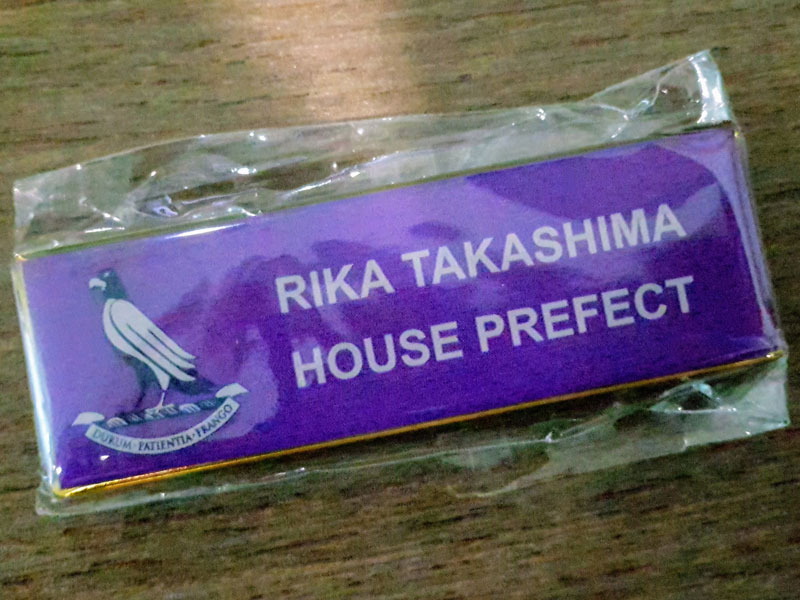 RIKA TAKASHIMA
HOUSE PREFECT
DURUM·PATIENTIA·FRANGO